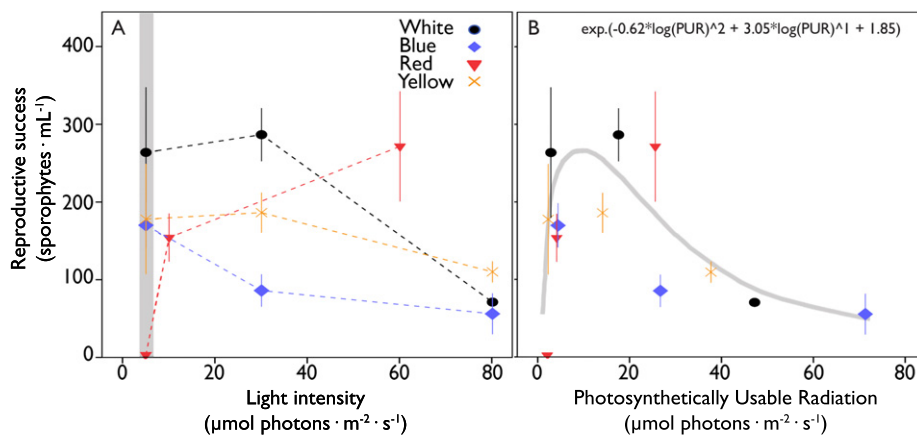 A
White
Blue
Red
Yellow
B
exp.(-0.62*log(PUR)^2 + 3.05*log(PUR)^1 + 1.85)
Reproductive success
(sporophytes · mL⁻¹)
400
300
200
100
0
0 20 40 60 80
0 20 40 60 80
Light intensity
(µmol photons · m⁻² · s⁻¹)
Photosynthetically Usable Radiation
(µmol photons · m⁻² · s⁻¹)